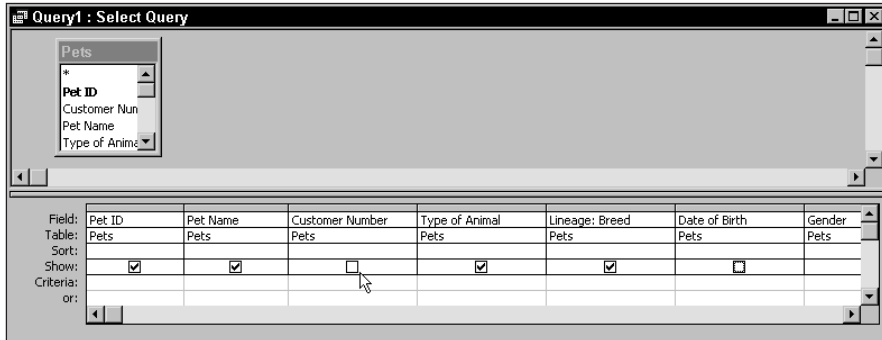 Query1 : Select Query
Pets
*
Pet ID
Customer Nun
Pet Name
Type of Anima
Field: Pet ID Pet Name Customer Number Type of Animal Lineage: Breed Date of Birth Gender
Table: Pets Pets Pets Pets Pets Pets Pets
Sort:
Show:
Criteria:
or: